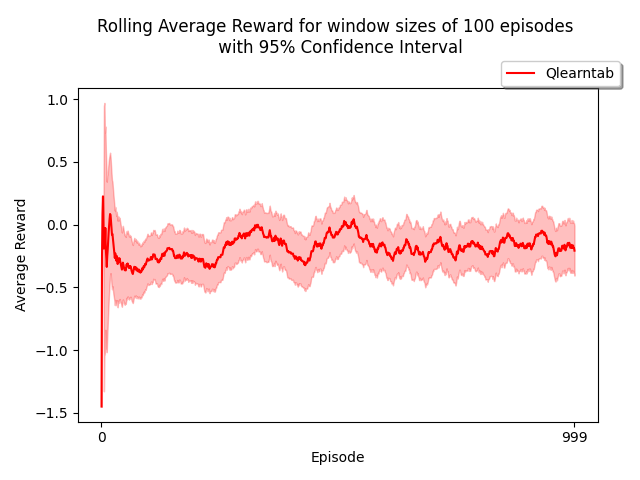 Rolling Average Reward for window sizes of 100 episodes
with 95% Confidence Interval
Qlearntab
1.0
0.5
0.0
−0.5
−1.0
−1.5
Average Reward
0
999
Episode